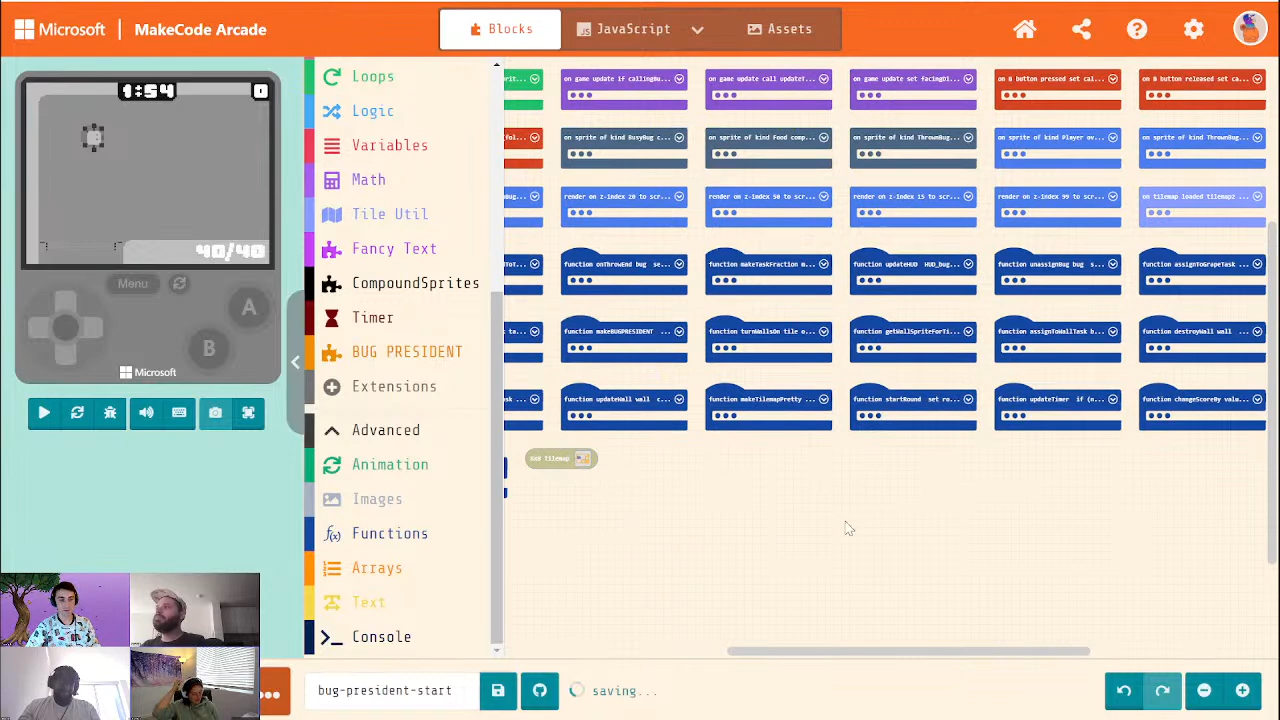 Microsoft
MakeCode Arcade
Blocks
JavaScript
Assets
1:54
0
40/40
Menu
A
B
Microsoft
Loops
Logic
Variables
Math
Tile Util
Fancy Text
CompoundSprites
Timer
BUG PRESIDENT
Extensions
Advanced
Animation
Images
Functions
Arrays
Text
Console
on game update if callingBu...
on game update call updateT...
on game update set facingDi...
on B button pressed set cal...
on B button released set ca...
on sprite of kind BusyBug c...
on sprite of kind Food comp...
on sprite of kind ThrownBug...
on sprite of kind Player ov...
on sprite of kind ThrownBug...
render on z-index 20 to scr...
render on z-index 50 to scr...
render on z-index 15 to scr...
render on z-index 99 to scr...
on tilemap loaded tilemap2 ...
function onThrowEnd bug se...
function makeTaskFraction m...
function updateHUD HUD_bug...
function unassignBug bug s...
function assignToGrapeTask ...
function makeBUGPRESIDENT ...
function turnWallsOn tile o...
function getWallSpriteForTi...
function assignToWallTask b...
function destroyWall wall ...
function updateWall wall c...
function makeTilemapPretty ...
function startRound set ro...
function updateTimer if (n...
function changeScoreBy valu...
tilemap
bug-president-start
saving...